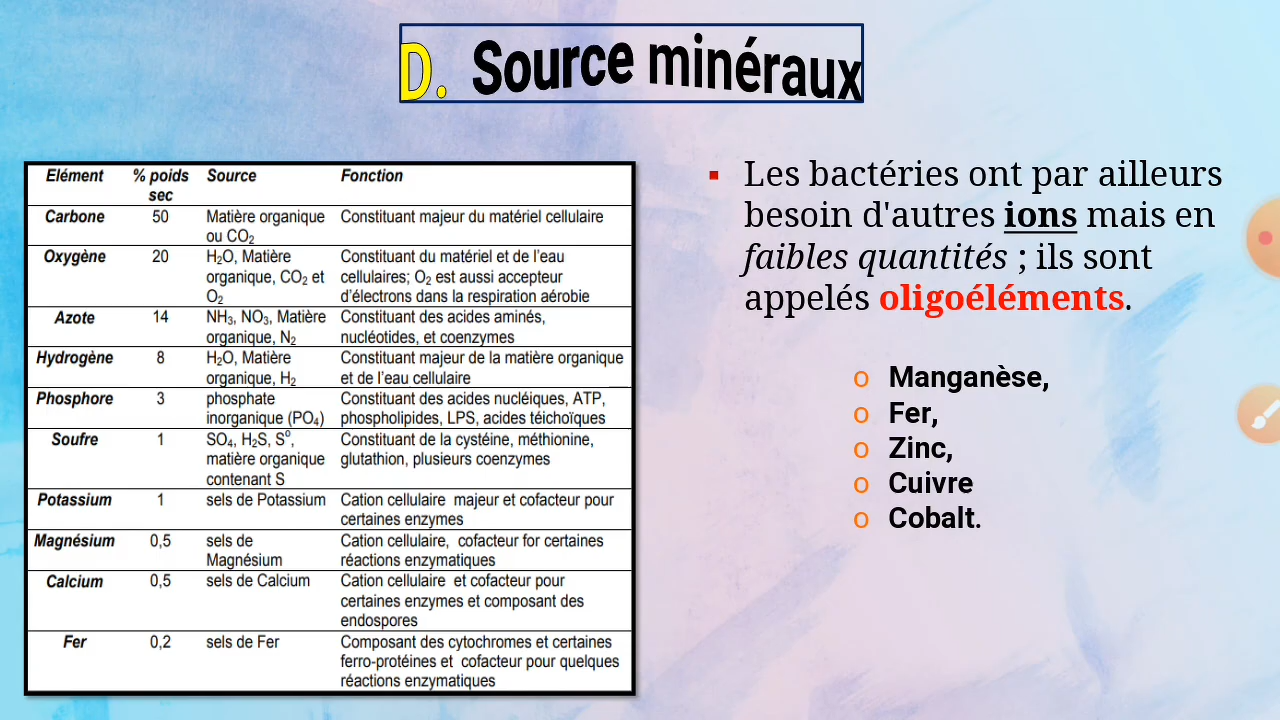 D. Source minéraux
Elément % poids sec Source Fonction
Carbone 50 Matière organique ou CO₂ Constituant majeur du matériel cellulaire
Oxygène 20 H₂O, Matière organique, CO₂ et O₂ Constituant du matériel et de l'eau cellulaires; O₂ est aussi accepteur d'électrons dans la respiration aérobie
Azote 14 NH₃, NO₃, Matière organique, N₂ Constituant des acides aminés, nucléotides, et coenzymes
Hydrogène 8 H₂O, Matière organique, H₂ Constituant majeur de la matière organique et de l'eau cellulaire
Phosphore 3 phosphate inorganique (PO₄) Constituant des acides nucléiques, ATP, phospholipides, LPS, acides téichoïques
Soufre 1 SO₄, H₂S, S⁰, matière organique contenant S Constituant de la cystéine, méthionine, glutathion, plusieurs coenzymes
Potassium 1 sels de Potassium Cation cellulaire majeur et cofacteur pour certaines enzymes
Magnésium 0,5 sels de Magnésium Cation cellulaire, cofacteur for certaines réactions enzymatiques
Calcium 0,5 sels de Calcium Cation cellulaire et cofacteur pour certaines enzymes et composant des endospores
Fer 0,2 sels de Fer Composant des cytochromes et certaines ferro-protéines et cofacteur pour quelques réactions enzymatiques
▪ Les bactéries ont par ailleurs
besoin d'autres ions mais en
faibles quantités ; ils sont
appelés oligoéléments.
o Manganèse,
o Fer,
o Zinc,
o Cuivre
o Cobalt.